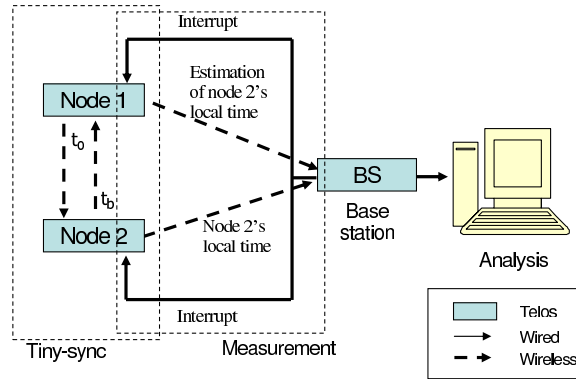 Interrupt
Estimation
of node 2's
local time
Node 1
t₀
t_b
BS
Base
station
Node 2
Node 2's
local time
Interrupt
Analysis
Tiny-sync
Measurement
Telos
Wired
Wireless